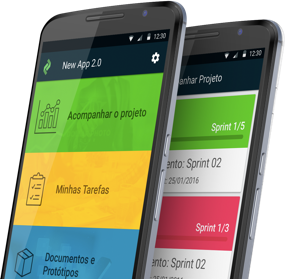 12:30
New App 2.0
Acompanhar o projeto
Minhas Tarefas
Documentos e
Protótipos
12:30
nhar Projeto
Sprint 1/5
ento: Sprint 02
: 25/01/2016
Sprint 1/3
ento: Sprint 02